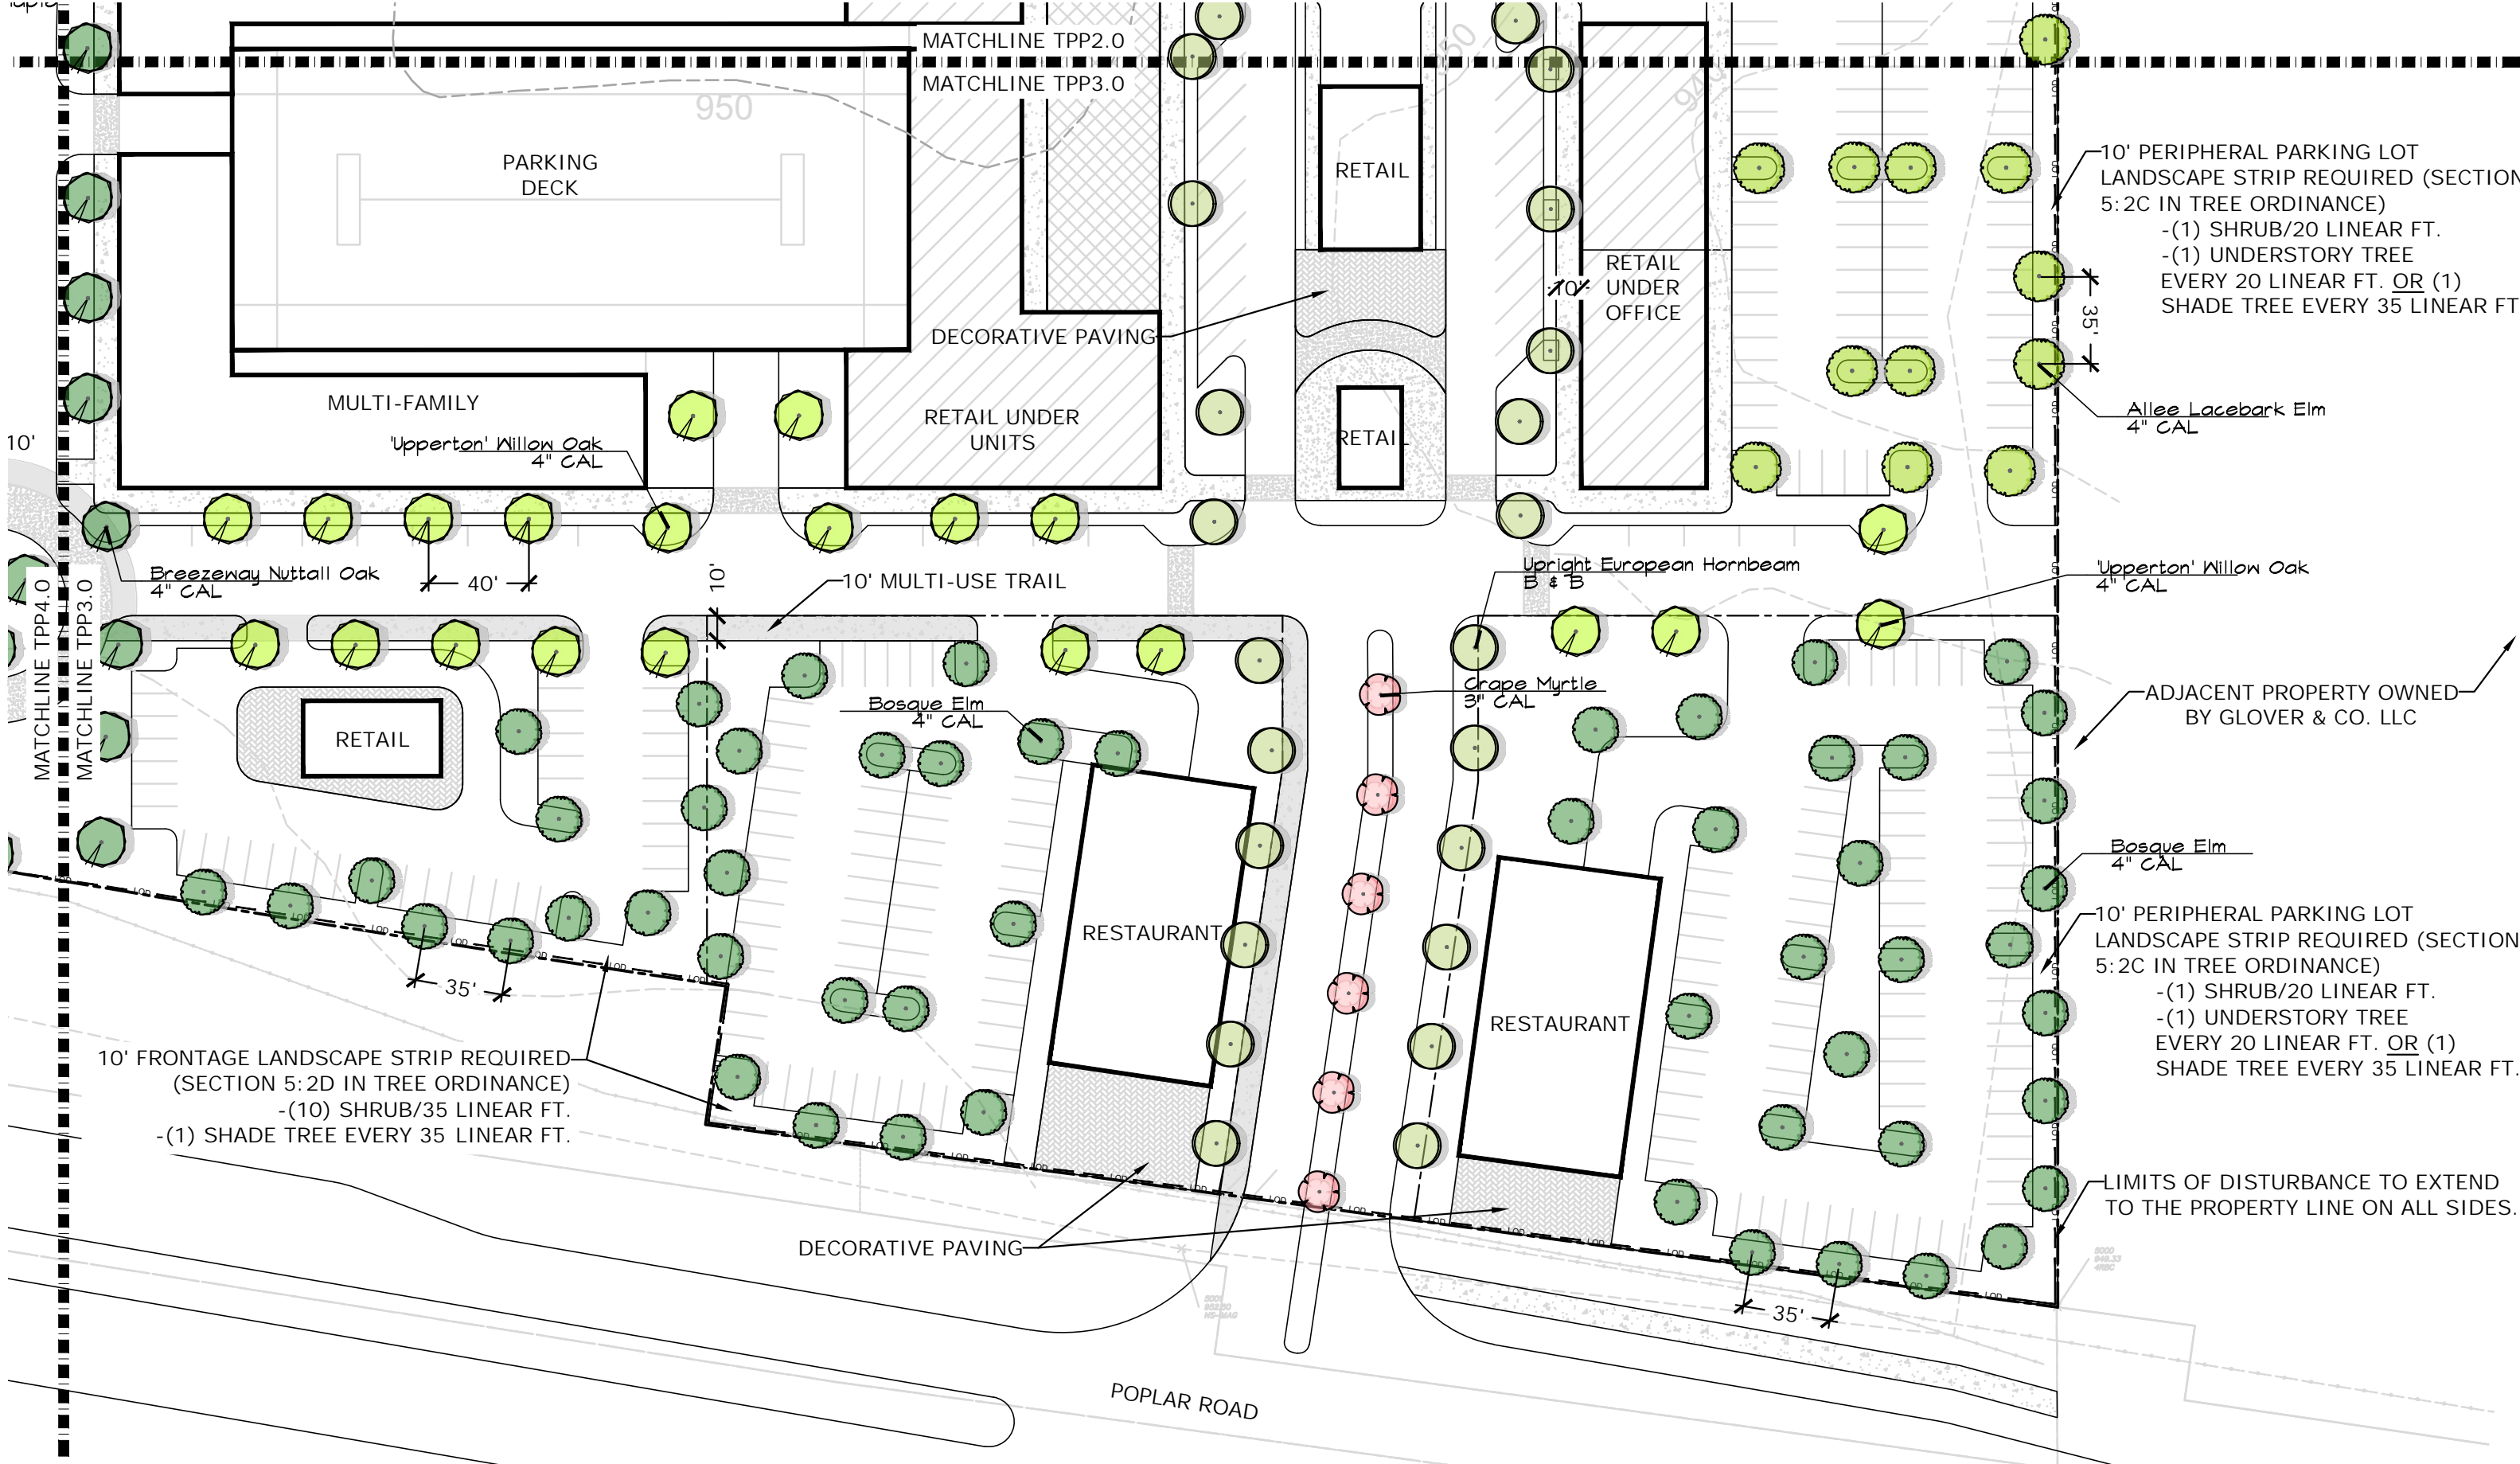 MATCHLINE TPP2.0
MATCHLINE TPP3.0
950
PARKING
DECK
RETAIL
10' PERIPHERAL PARKING LOT
LANDSCAPE STRIP REQUIRED (SECTION
5:2C IN TREE ORDINANCE)
-(1) SHRUB/20 LINEAR FT.
-(1) UNDERSTORY TREE
EVERY 20 LINEAR FT. OR (1)
SHADE TREE EVERY 35 LINEAR FT
RETAIL
UNDER
OFFICE
10'
35'
DECORATIVE PAVING
MULTI-FAMILY
RETAIL UNDER
UNITS
RETAIL
Allee Lacebark Elm
4" CAL
10'
'Upperton' Willow Oak
4" CAL
Breezeway Nuttall Oak
4" CAL
40'
10'
10' MULTI-USE TRAIL
Upright European Hornbeam
B & B
'Upperton' Willow Oak
4" CAL
MATCHLINE TPP4.0
MATCHLINE TPP3.0
RETAIL
Bosque Elm
4" CAL
Crape Myrtle
3" CAL
ADJACENT PROPERTY OWNED
BY GLOVER & CO. LLC
Bosque Elm
4" CAL
10' PERIPHERAL PARKING LOT
LANDSCAPE STRIP REQUIRED (SECTION
5:2C IN TREE ORDINANCE)
-(1) SHRUB/20 LINEAR FT.
-(1) UNDERSTORY TREE
EVERY 20 LINEAR FT. OR (1)
SHADE TREE EVERY 35 LINEAR FT.
RESTAURANT
RESTAURANT
35'
10' FRONTAGE LANDSCAPE STRIP REQUIRED
(SECTION 5:2D IN TREE ORDINANCE)
-(10) SHRUB/35 LINEAR FT.
-(1) SHADE TREE EVERY 35 LINEAR FT.
LIMITS OF DISTURBANCE TO EXTEND
TO THE PROPERTY LINE ON ALL SIDES.
DECORATIVE PAVING
35'
POPLAR ROAD